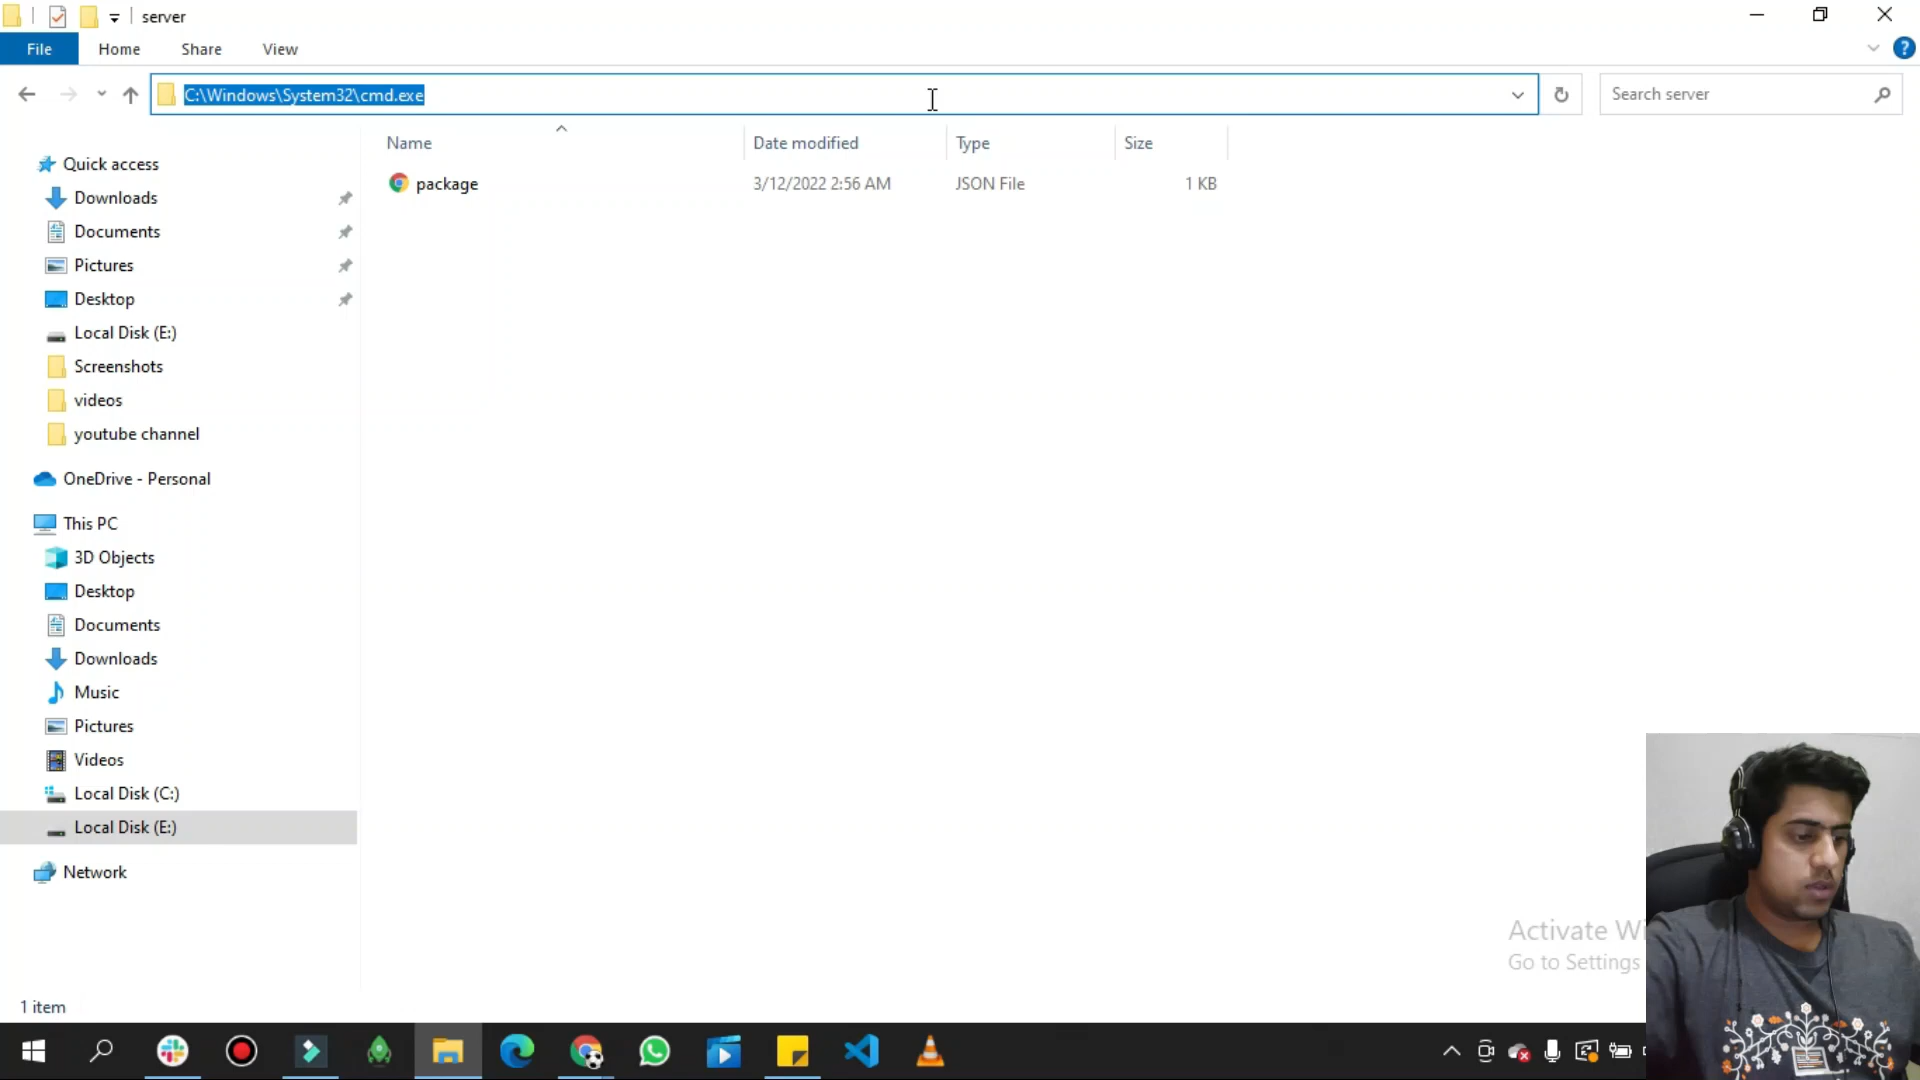 server
File Home Share View
C:\Windows\System32\cmd.exe
Search server
Name Date modified Type Size
package 3/12/2022 2:56 AM JSON File 1 KB
Quick access
Downloads
Documents
Pictures
Desktop
Local Disk (E:)
Screenshots
videos
youtube channel
OneDrive - Personal
This PC
3D Objects
Desktop
Documents
Downloads
Music
Pictures
Videos
Local Disk (C:)
Local Disk (E:)
Network
Activate
Go to Settings
1 item